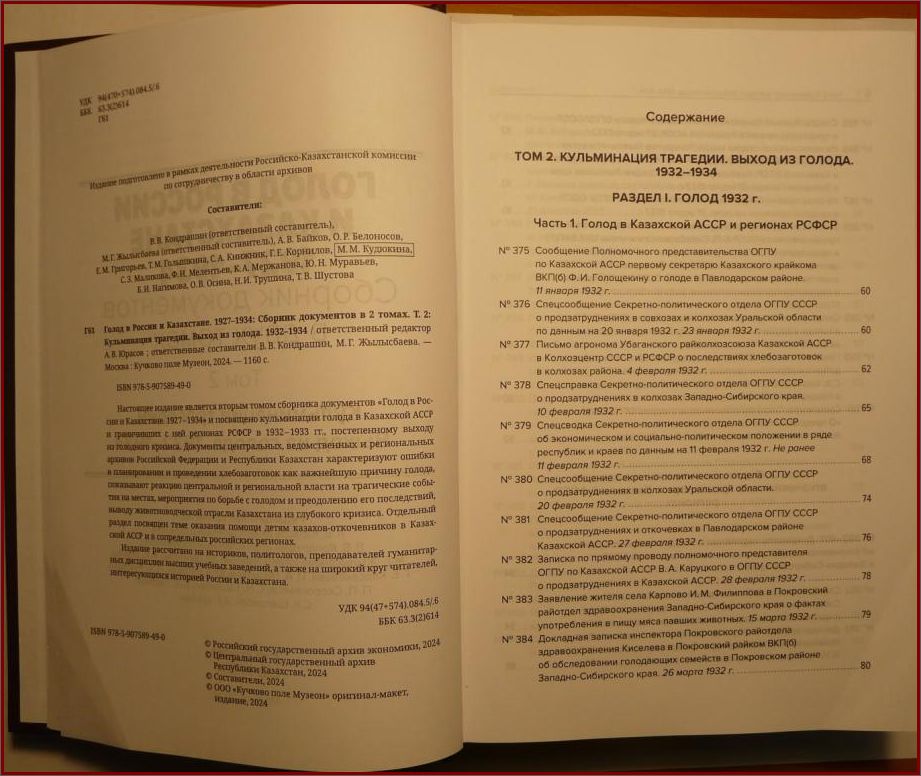 УДК 94(470+574).084.5/.6
ББК 63.3(2)614
Г61
Издание подготовлено в рамках деятельности Российско-Казахстанской комиссии
по сотрудничеству в области архивов
Составители:
В. В. Кондрашин (ответственный составитель),
М. Г. Жылысбаева (ответственный составитель), А. В. Байков, О. Р. Белоносов,
Е. М. Григорьев, Т. М. Голышкина, С. А. Книжник, Г. Е. Корнилов, М. М. Кудюкина,
С. З. Маликова, Ф. И. Мелентьев, К. А. Мержанова, Ю. Н. Муравьев,
Б. И. Нагимова, О. В. Осина, Н. И. Трушина, Т. В. Шустова
Г61 Голод в России и Казахстане. 1927–1934: Сборник документов в 2 томах. Т. 2:
Кульминация трагедии. Выход из голода. 1932–1934 / ответственный редактор
А. В. Юрасов ; ответственные составители В. В. Кондрашин, М. Г. Жылысбаева. —
Москва : Кучково поле Музеон, 2024. — 1160 с.
ISBN 978-5-907589-49-0
Настоящее издание является вторым томом сборника документов «Голод в Рос-
сии и Казахстане. 1927–1934» и посвящено кульминации голода в Казахской АССР
и граничивших с ней регионах РСФСР в 1932–1933 гг., постепенному выходу
из голодного кризиса. Документы центральных, ведомственных и региональных
архивов Российской Федерации и Республики Казахстан характеризуют ошибки
в планировании и проведении хлебозаготовок как важнейшую причину голода,
показывают реакцию центральной и региональной власти на трагические собы-
тия на местах, мероприятия по борьбе с голодом и преодолению его последствий,
выводу животноводческой отрасли Казахстана из глубокого кризиса. Отдельный
раздел посвящен теме оказания помощи детям казахов-откочевников в Казах-
ской АССР и в сопредельных российских регионах.
Издание рассчитано на историков, политологов, преподавателей гуманитар-
ных дисциплин высших учебных заведений, а также на широкий круг читателей,
интересующихся историей России и Казахстана.
УДК 94(47+574).084.5/.6
ББК 63.3(2)614
ISBN 978-5-907589-49-0
© Российский государственный архив экономики, 2024
© Центральный государственный архив
Республики Казахстан, 2024
© Составители, 2024
© ООО «Кучково поле Музеон» оригинал-макет,
издание, 2024
Содержание
ТОМ 2. КУЛЬМИНАЦИЯ ТРАГЕДИИ. ВЫХОД ИЗ ГОЛОДА.
1932–1934
РАЗДЕЛ I. ГОЛОД 1932 г.
Часть 1. Голод в Казахской АССР и регионах РСФСР
№ 375 Сообщение Полномочного представительства ОГПУ
по Казахской АССР первому секретарю Казахского крайкома
ВКП(б) Ф. И. Голощекину о голоде в Павлодарском районе.
11 января 1932 г. 60
№ 376 Спецсообщение Секретно-политического отдела ОГПУ СССР
о продзатруднениях в совхозах и колхозах Уральской области
по данным на 20 января 1932 г. 23 января 1932 г. 60
№ 377 Письмо агронома Убаганского райколхозсоюза Казахской АССР
в Колхозцентр СССР и РСФСР о последствиях хлебозаготовок
в колхозах района. 4 февраля 1932 г. 62
№ 378 Спецсправка Секретно-политического отдела ОГПУ СССР
о продзатруднениях в колхозах Западно-Сибирского края.
10 февраля 1932 г. 65
№ 379 Спецсводка Секретно-политического отдела ОГПУ СССР
об экономическом и социально-политическом положении в ряде
республик и краев по данным на 11 февраля 1932 г. Не ранее
11 февраля 1932 г. 68
№ 380 Спецсообщение Секретно-политического отдела ОГПУ СССР
о продзатруднениях в колхозах Уральской области.
20 февраля 1932 г. 74
№ 381 Спецсообщение Секретно-политического отдела ОГПУ СССР
о продзатруднениях и откочевках в Павлодарском районе
Казахской АССР. 27 февраля 1932 г. 76
№ 382 Записка по прямому проводу полномочного представителя
ОГПУ по Казахской АССР В. А. Каруцкого в ОГПУ СССР
о продзатруднениях в Казахской АССР. 28 февраля 1932 г. 78
№ 383 Заявление жителя села Карпово И. М. Филиппова в Покровский
райотдел здравоохранения Западно-Сибирского края о фактах
употребления в пищу мяса павших животных. 15 марта 1932 г. 79
№ 384 Докладная записка инспектора Покровского райотдела
здравоохранения Киселева в Покровский райком ВКП(б)
об обследовании голодающих семейств в Покровском районе
Западно-Сибирского края. 26 марта 1932 г. 80